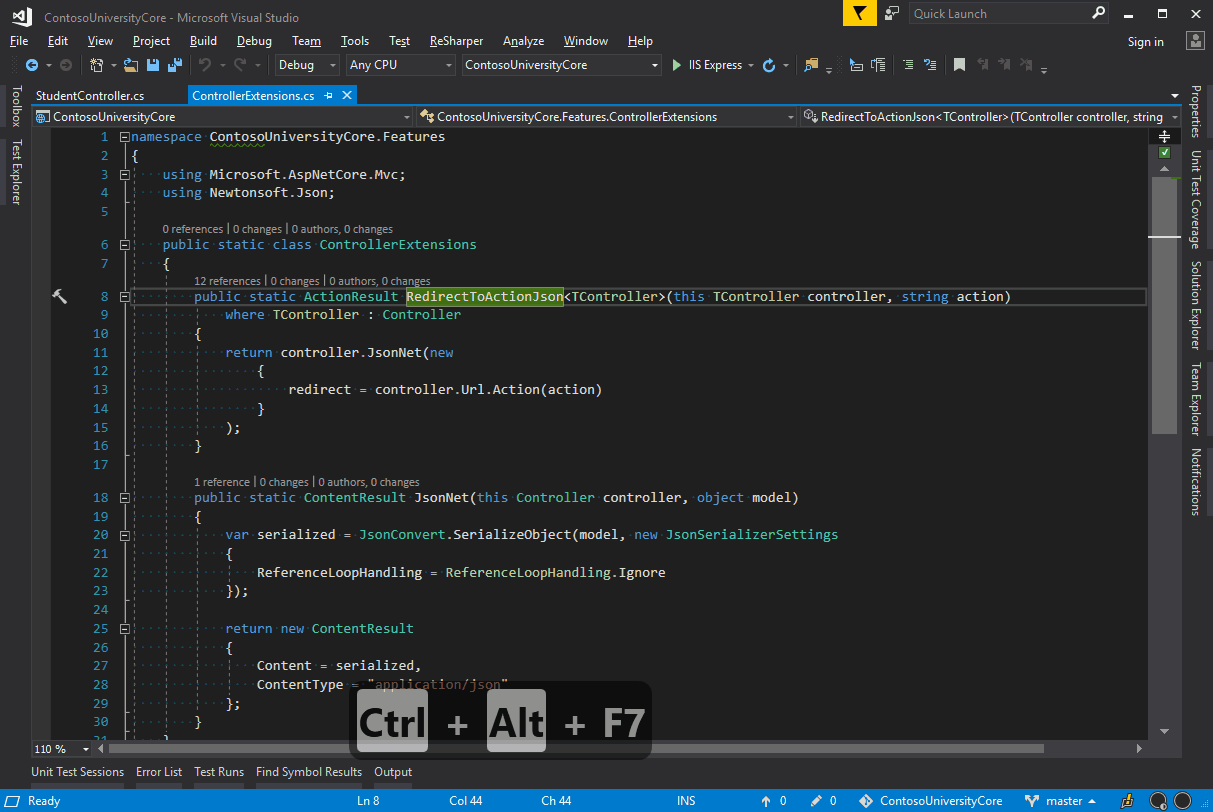 ContosoUniversityCore - Microsoft Visual Studio
Quick Launch
File Edit View Project Build Debug Team Tools Test ReSharper Analyze Window Help
Sign in
Debug Any CPU ContosoUniversityCore IIS Express
StudentController.cs ControllerExtensions.cs
ContosoUniversityCore ContosoUniversityCore.Features.ControllerExtensions RedirectToActionJson<TController>(TController controller, string
Toolbox
Test Explorer
1 namespace ContosoUniversityCore.Features
2 {
3 using Microsoft.AspNetCore.Mvc;
4 using Newtonsoft.Json;
5
0 references | 0 changes | 0 authors, 0 changes
6 public static class ControllerExtensions
7 {
12 references | 0 changes | 0 authors, 0 changes
8 public static ActionResult RedirectToActionJson<TController>(this TController controller, string action)
9 where TController : Controller
10 {
11 return controller.JsonNet(new
12 {
13 redirect = controller.Url.Action(action)
14 }
15 );
16 }
17
1 reference | 0 changes | 0 authors, 0 changes
18 public static ContentResult JsonNet(this Controller controller, object model)
19 {
20 var serialized = JsonConvert.SerializeObject(model, new JsonSerializerSettings
21 {
22 ReferenceLoopHandling = ReferenceLoopHandling.Ignore
23 });
24
25 return new ContentResult
26 {
27 Content = serialized,
28 ContentType = "application/json"
29 };
30 }
31 }
Properties
Unit Test Coverage
Solution Explorer
Team Explorer
Notifications
Ctrl + Alt + F7
110 %
Unit Test Sessions Error List Test Runs Find Symbol Results Output
Ready Ln 8 Col 44 Ch 44 INS 0 0 ContosoUniversityCore master